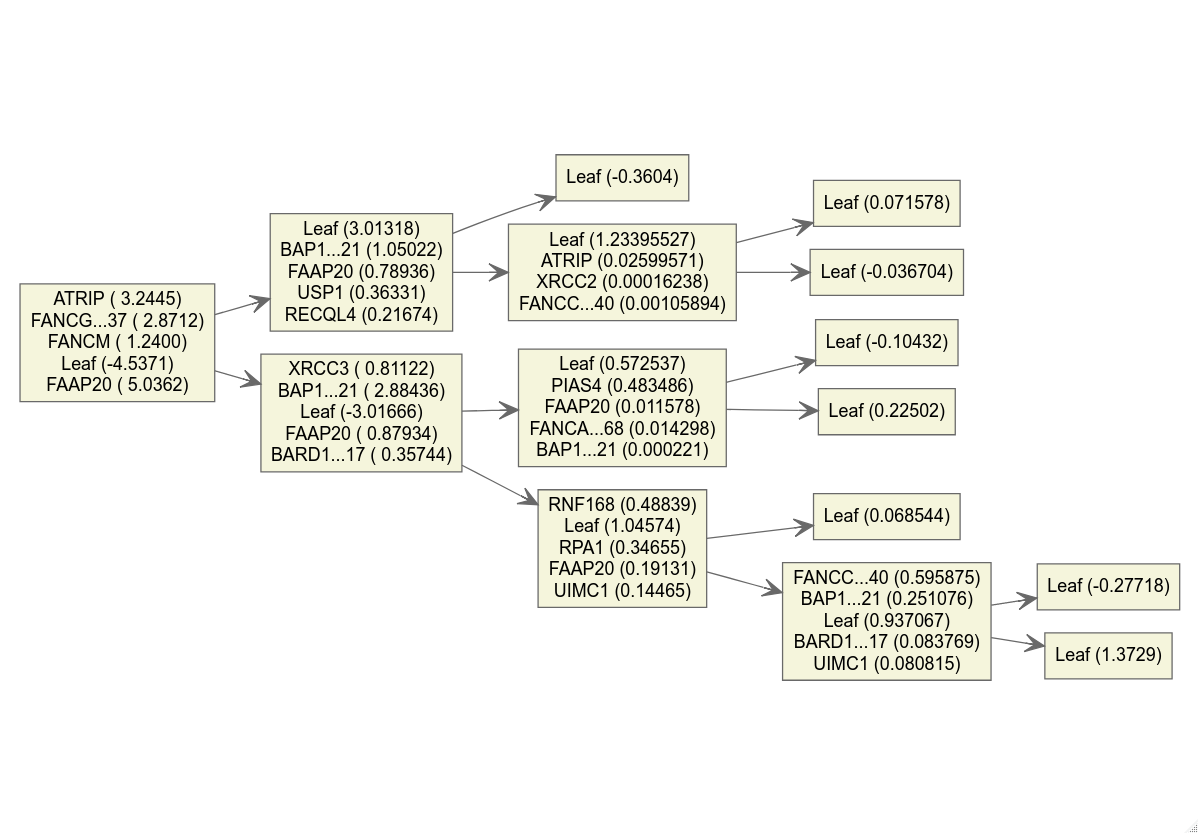 ATRIP ( 3.2445)
FANCG...37 ( 2.8712)
FANCM ( 1.2400)
Leaf (-4.5371)
FAAP20 ( 5.0362)
Leaf (3.01318)
BAP1...21 (1.05022)
FAAP20 (0.78936)
USP1 (0.36331)
RECQL4 (0.21674)
XRCC3 ( 0.81122)
BAP1...21 ( 2.88436)
Leaf (-3.01666)
FAAP20 ( 0.87934)
BARD1...17 ( 0.35744)
Leaf (-0.3604)
Leaf (1.23395527)
ATRIP (0.02599571)
XRCC2 (0.00016238)
FANCC...40 (0.00105894)
Leaf (0.572537)
PIAS4 (0.483486)
FAAP20 (0.011578)
FANCA...68 (0.014298)
BAP1...21 (0.000221)
RNF168 (0.48839)
Leaf (1.04574)
RPA1 (0.34655)
FAAP20 (0.19131)
UIMC1 (0.14465)
Leaf (0.071578)
Leaf (-0.036704)
Leaf (-0.10432)
Leaf (0.22502)
Leaf (0.068544)
FANCC...40 (0.595875)
BAP1...21 (0.251076)
Leaf (0.937067)
BARD1...17 (0.083769)
UIMC1 (0.080815)
Leaf (-0.27718)
Leaf (1.3729)